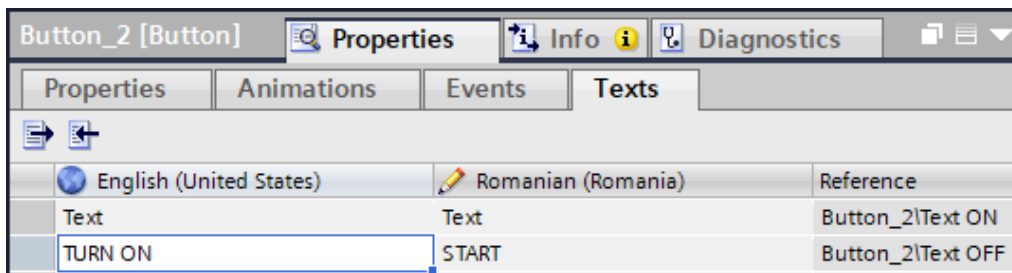 Button_2 [Button] Properties Info Diagnostics
Properties Animations Events Texts
English (United States) Romanian (Romania) Reference
Text Text Button_2\Text ON
TURN ON START Button_2\Text OFF